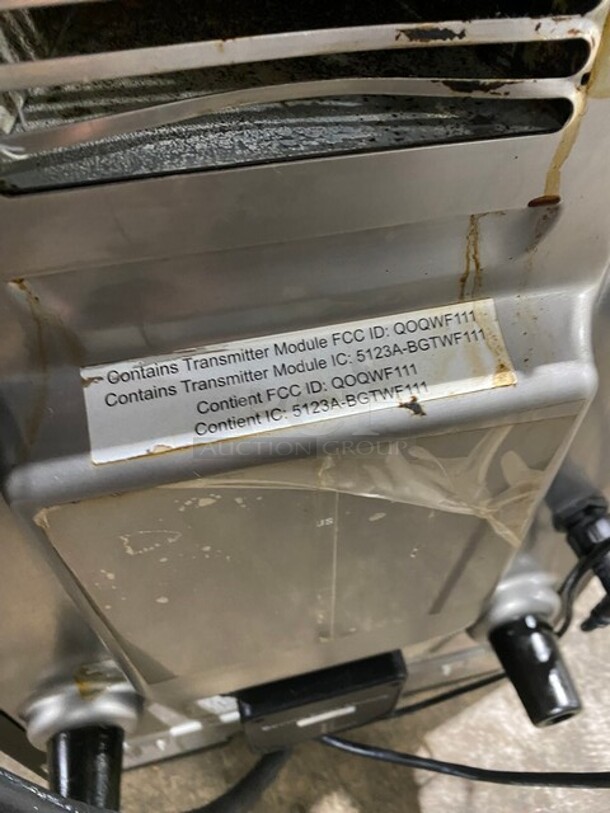 Contains Transmitter Module FCC ID: QOQWF111
Contains Transmitter Module IC: 5123A-BGTWF111
Contient FCC ID: QOQWF111
Contient IC: 5123A-BGTWF111
AUCTION GROUP